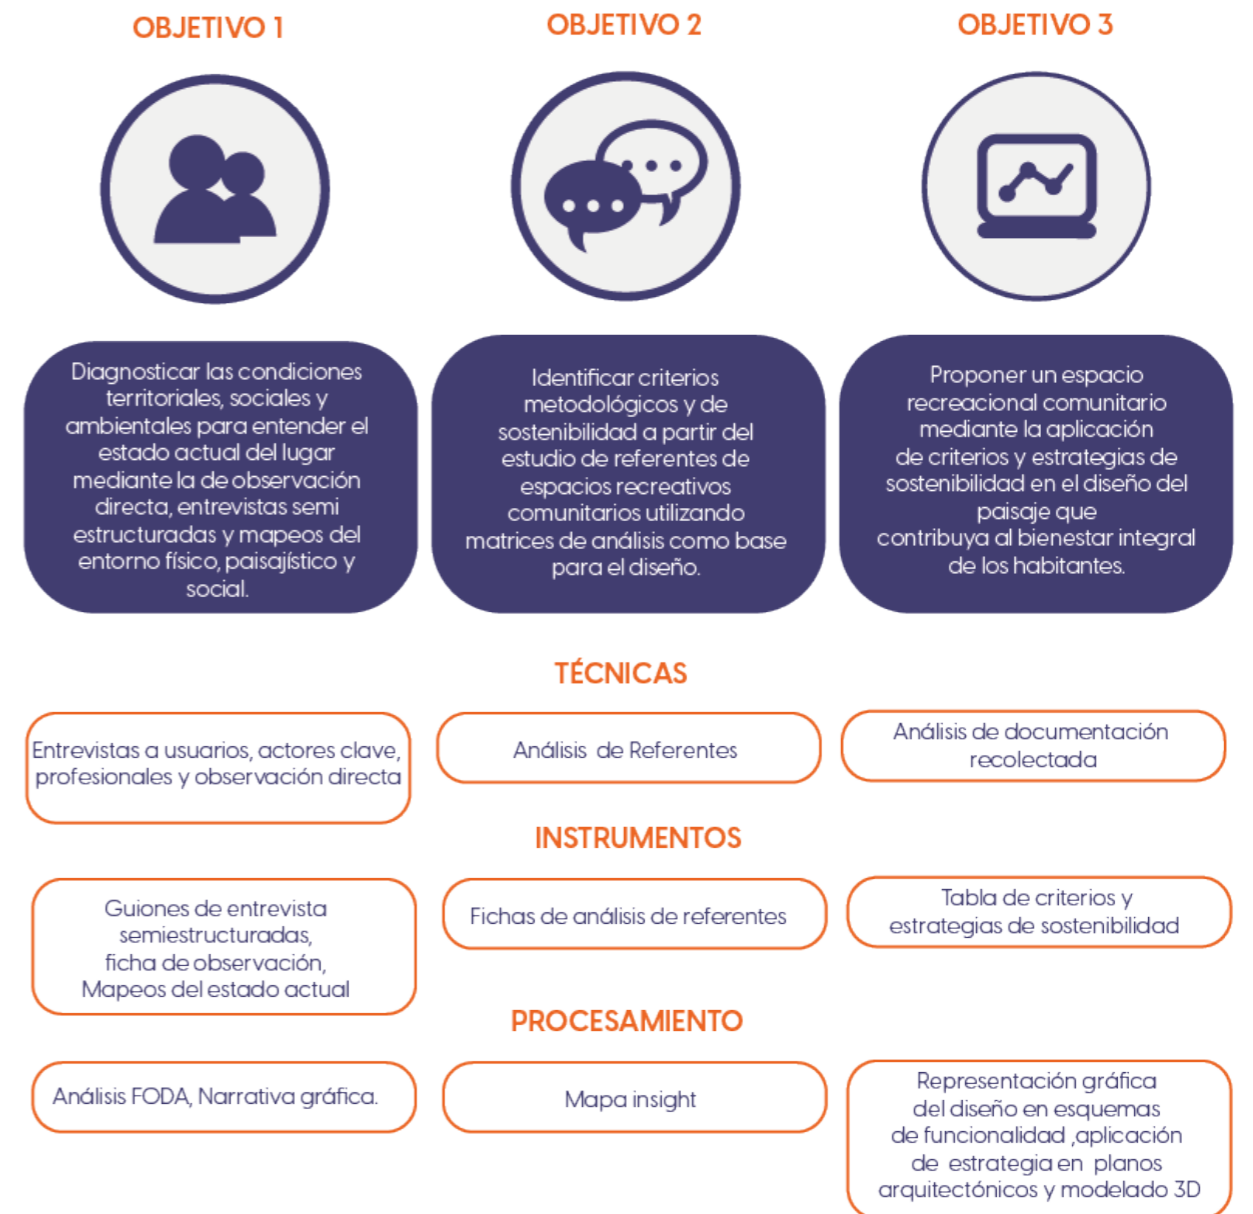 OBJETIVO 1
OBJETIVO 2
OBJETIVO 3
Diagnosticar las condiciones
territoriales, sociales y
ambientales para entender el
estado actual del lugar
mediante la de observación
directa, entrevistas semi
estructuradas y mapeos del
entorno físico, paisajístico y
social.
Identificar criterios
metodológicos y de
sostenibilidad a partir del
estudio de referentes de
espacios recreativos
comunitarios utilizando
matrices de análisis como base
para el diseño.
Proponer un espacio
recreacional comunitario
mediante la aplicación
de criterios y estrategias de
sostenibilidad en el diseño del
paisaje que
contribuya al bienestar integral
de los habitantes.
TÉCNICAS
Entrevistas a usuarios, actores clave,
profesionales y observación directa
Análisis de Referentes
Análisis de documentación
recolectada
INSTRUMENTOS
Guiones de entrevista
semiestructuradas,
ficha de observación,
Mapeos del estado actual
Fichas de análisis de referentes
Tabla de criterios y
estrategias de sostenibilidad
PROCESAMIENTO
Análisis FODA, Narrativa gráfica.
Mapa insight
Representación gráfica
del diseño en esquemas
de funcionalidad ,aplicación
de estrategia en planos
arquitectónicos y modelado 3D